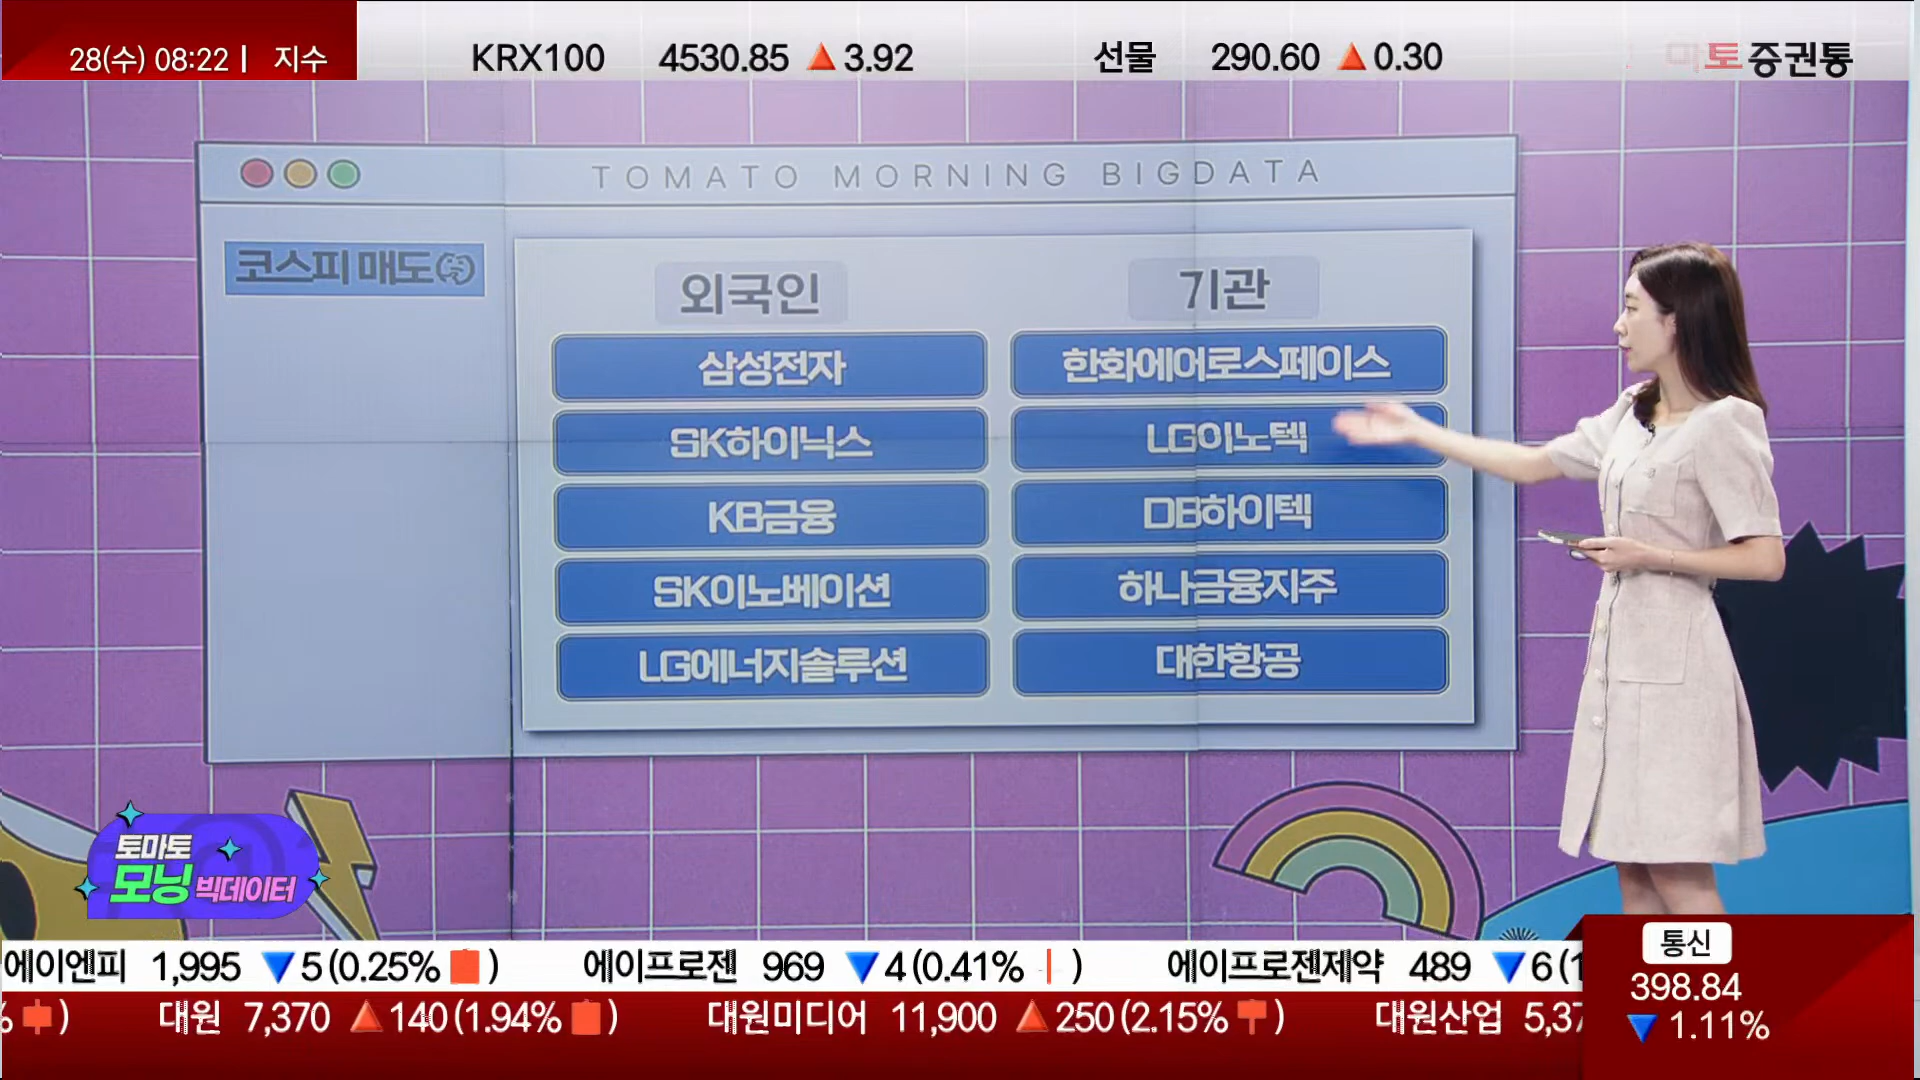 28(수) 08:22 | 지수 KRX100 4530.85 ▲ 3.92 선물 290.60 ▲ 0.30 마토증권통
TOMATO MORNING BIGDATA
코스피 매도
외국인 기관
삼성전자 한화에어로스페이스
SK하이닉스 LG이노텍
KB금융 DB하이텍
SK이노베이션 하나금융지주
LG에너지솔루션 대한항공
토마토
모닝 빅데이터
에이엔피 1,995 ▼ 5 (0.25% ) 에이프로젠 969 ▼ 4 (0.41% ) 에이프로젠제약 489 ▼ 6 (1
% ) 대원 7,370 ▲ 140 (1.94% ) 대원미디어 11,900 ▲ 250 (2.15% ) 대원산업 5,37
통신
398.84
▼ 1.11%